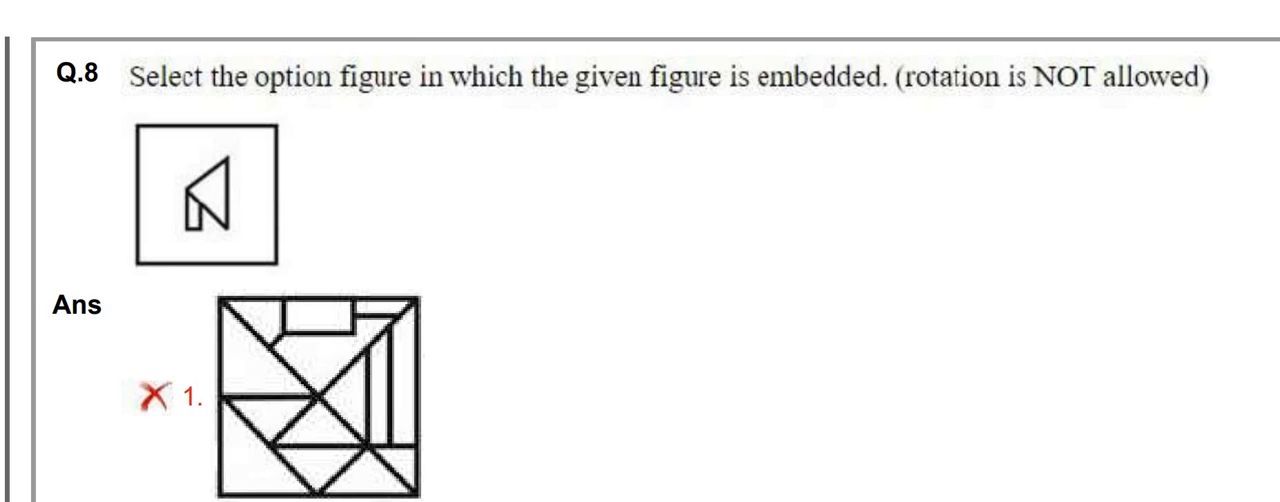 Q.8 Select the option figure in which the given figure is embedded. (rotation is NOT allowed)
Ans
1.